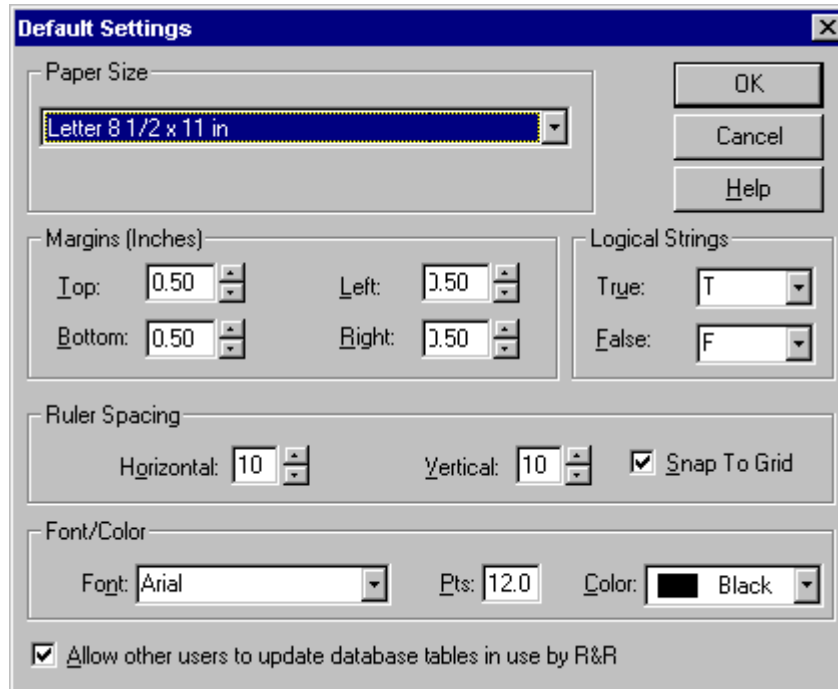 Default Settings
Paper Size
Letter 8 1/2 x 11 in
OK
Cancel
Help
Margins (Inches)
Top: 0.50 Left: 0.50
Bottom: 0.50 Right: 0.50
Logical Strings
True: T
False: F
Ruler Spacing
Horizontal: 10 Vertical: 10 Snap To Grid
Font/Color
Font: Arial Pts: 12.0 Color: Black
Allow other users to update database tables in use by R&R